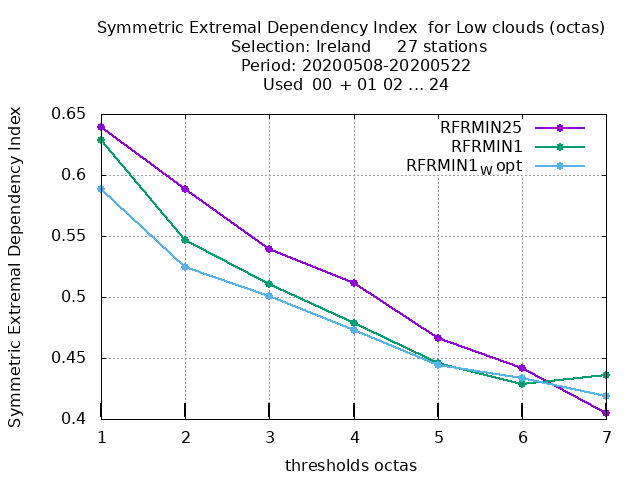 Symmetric Extremal Dependency Index for Low clouds (octas)
Selection: Ireland 27 stations
Period: 20200508-20200522
Used 00 + 01 02 ... 24
Symmetric Extremal Dependency Index
0.65
0.6
0.55
0.5
0.45
0.4
RFRMIN25
RFRMIN1
RFRMIN1W opt
1 2 3 4 5 6 7
thresholds octas